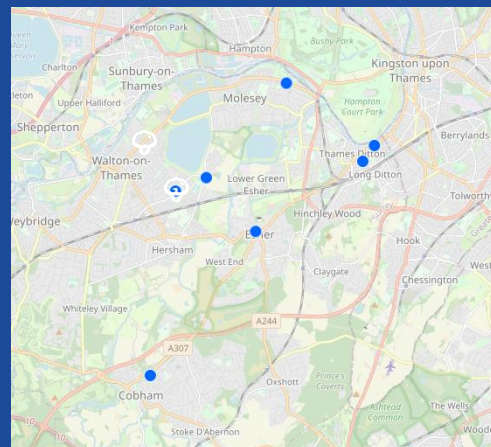 Kempton Park
Bushy Park
Hampton
Kingston upon
Thames
Charlton
Sunbury-on-
Thames
Upper Halliford
Molesey
Hampton
Court Park
Shepperton
Berrylands
Walton-on-
Thames
Thames Ditton
Long Ditton
Lower Green
Esher
Tolworth
Hinchley Wood
Weybridge
Hersham
Hook
West End
Claygate
Chessington
Whiteley Village
A244
A307
Prince's
Coverts
Oxshott
Cobham
Ashtead
Common
The Wells
Stoke D'Abernon